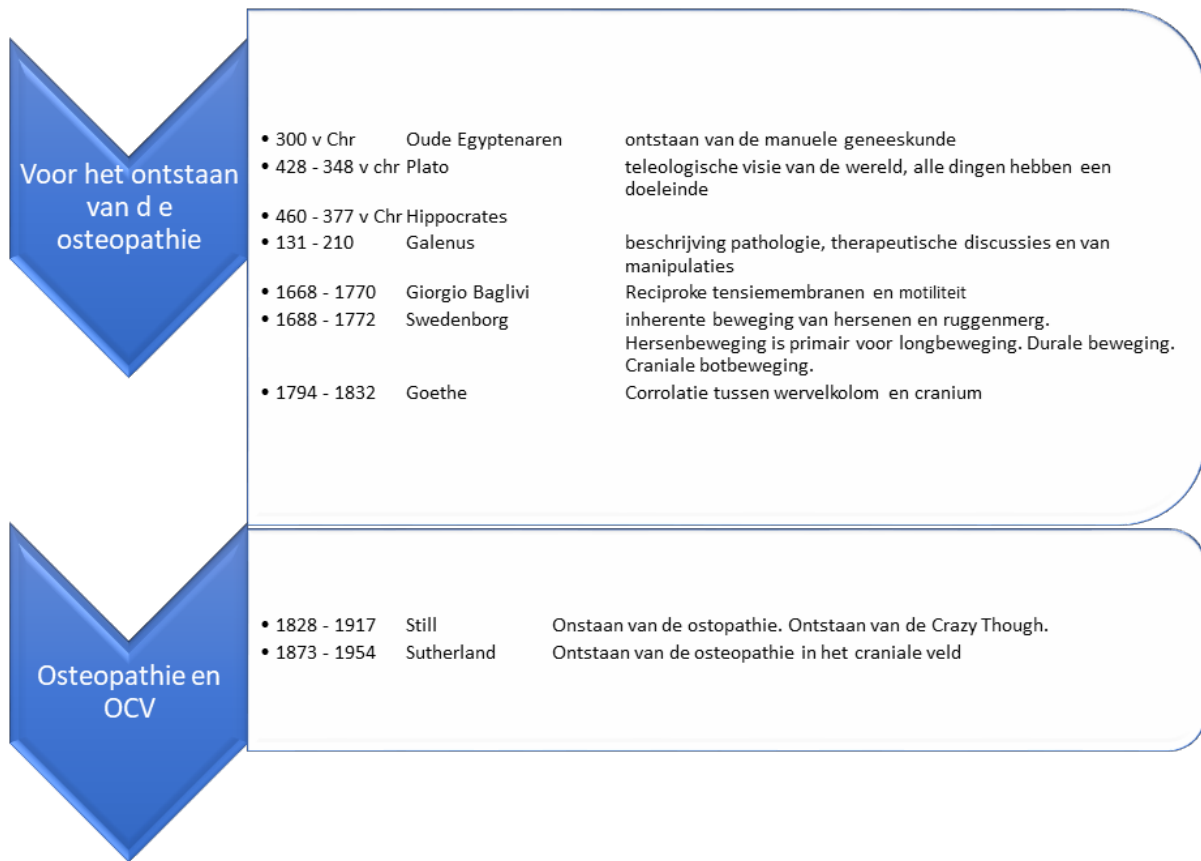 Voor het ontstaan
van d e
osteopathie
• 300 v Chr Oude Egyptenaren ontstaan van de manuele geneeskunde
• 428 - 348 v chr Plato teleologische visie van de wereld, alle dingen hebben een
doeleinde
• 460 - 377 v Chr Hippocrates
• 131 - 210 Galenus beschrijving pathologie, therapeutische discussies en van
manipulaties
• 1668 - 1770 Giorgio Baglivi Reciproke tensiemembranen en motiliteit
• 1688 - 1772 Swedenborg inherente beweging van hersenen en ruggenmerg.
Hersenbeweging is primair voor longbeweging. Durale beweging.
Craniale botbeweging.
• 1794 - 1832 Goethe Corrolatie tussen wervelkolom en cranium
Osteopathie en
OCV
• 1828 - 1917 Still Onstaan van de ostopathie. Ontstaan van de Crazy Though.
• 1873 - 1954 Sutherland Ontstaan van de osteopathie in het craniale veld